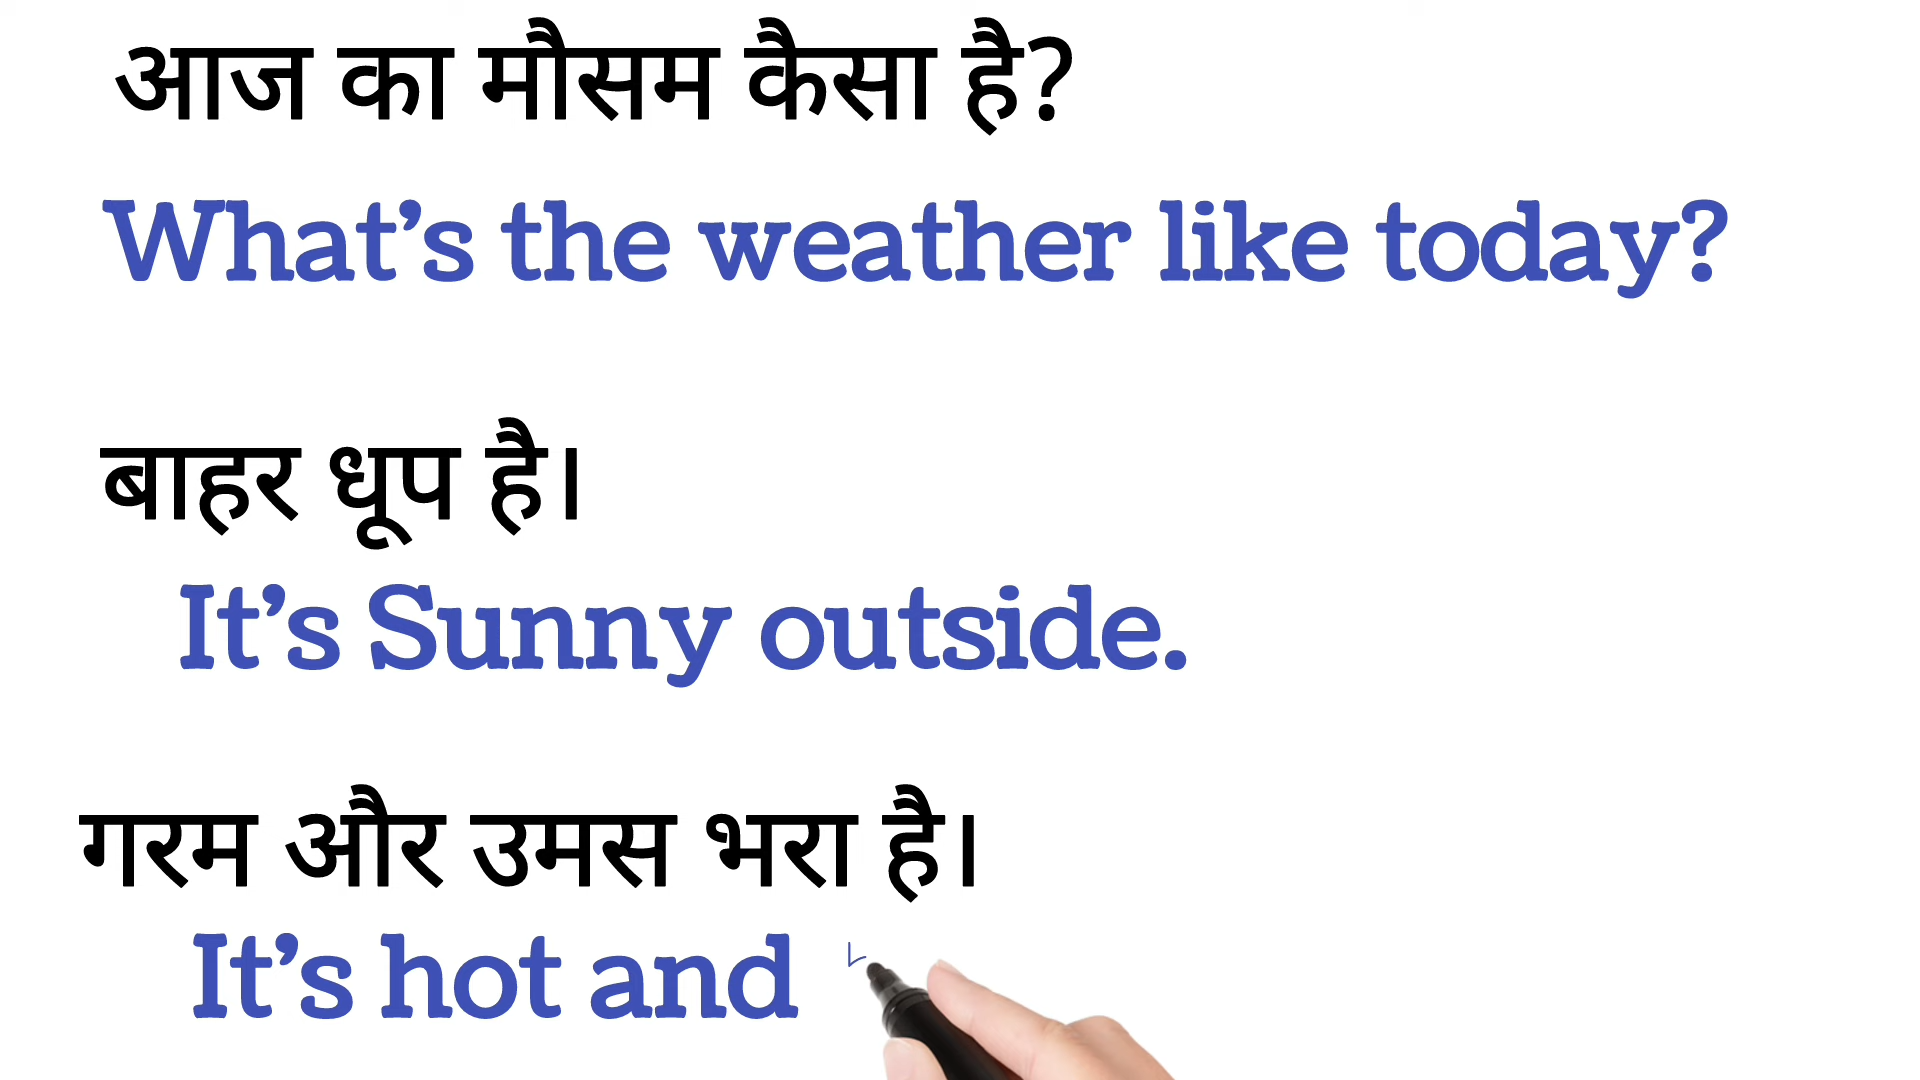 आज का मौसम कैसा है?
What's the weather like today?
बाहर धूप है।
It's Sunny outside.
गरम और उमस भरा है।
It's hot and